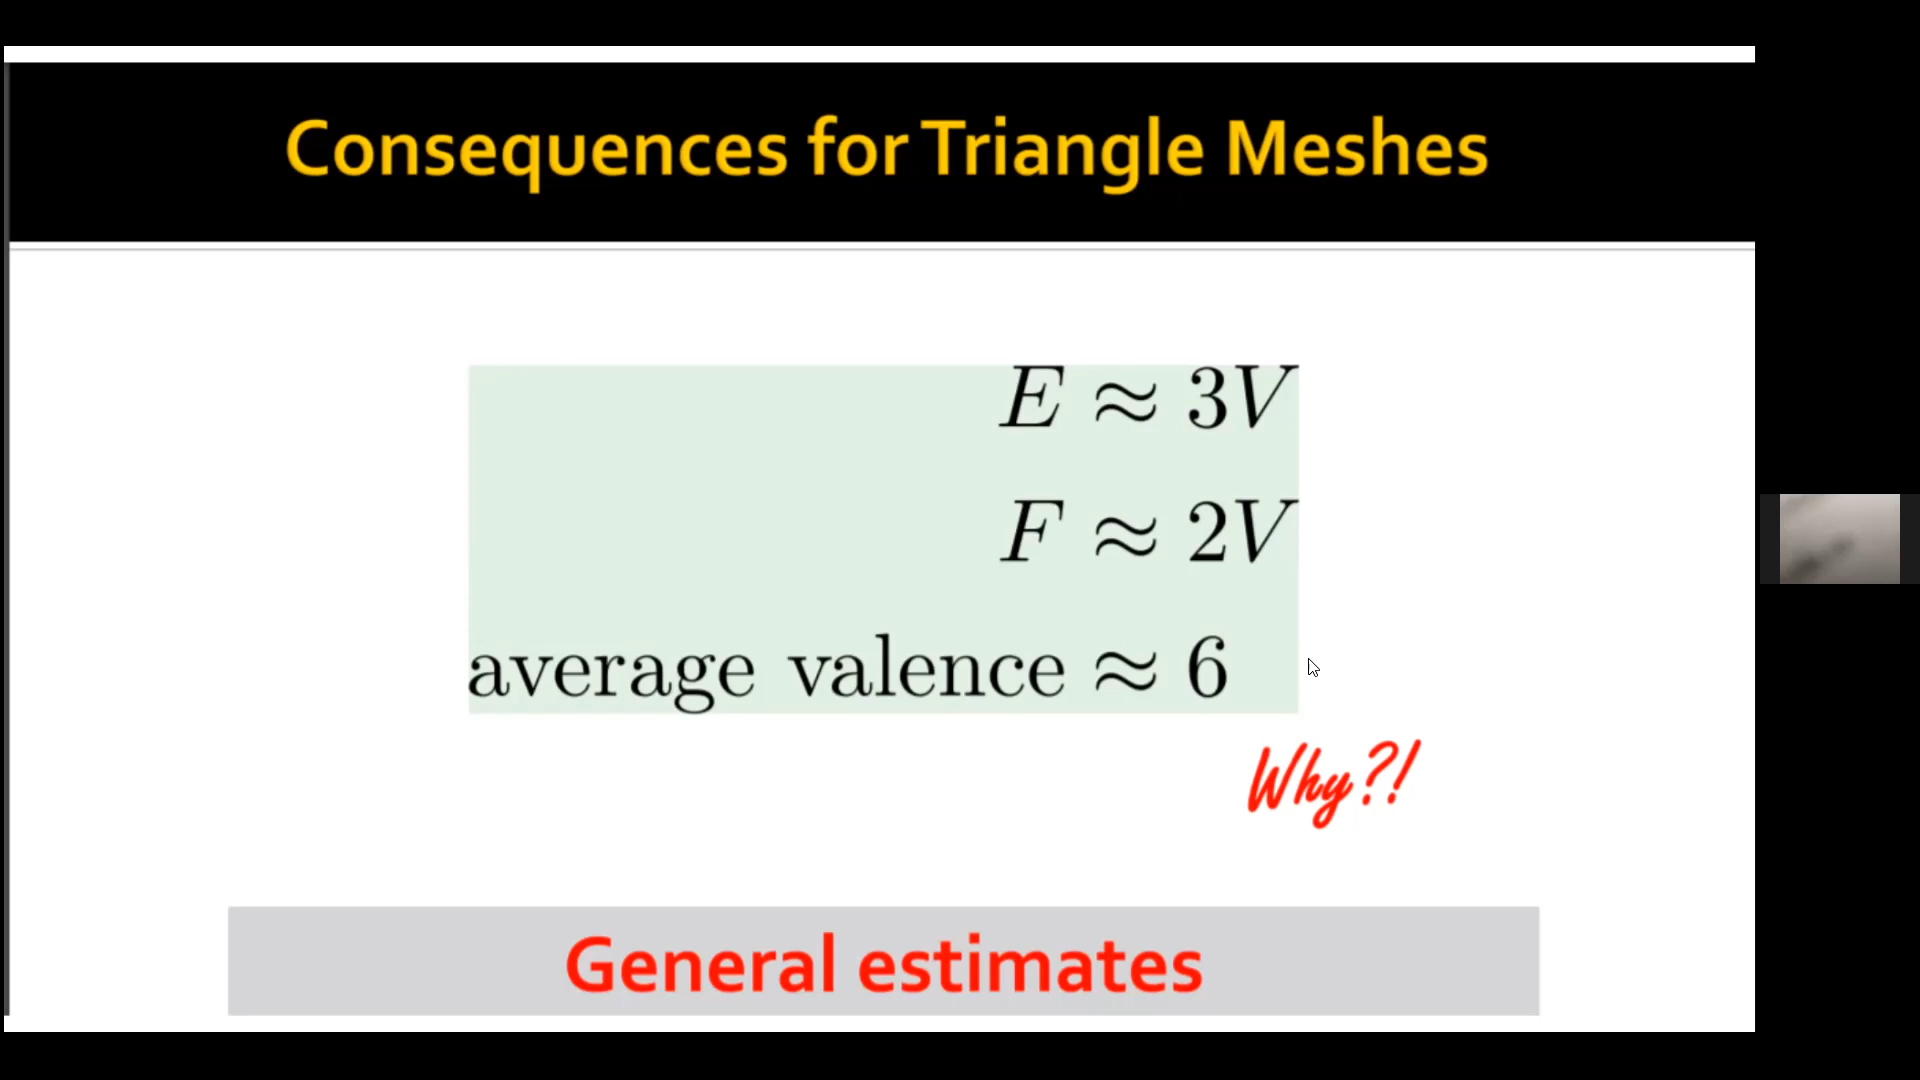 Consequences for Triangle Meshes
E ≈ 3V
F ≈ 2V
average valence ≈ 6
Why?!
General estimates